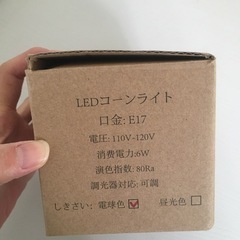 LEDコーンライト
口金: E17
電圧: 110V-120V
消費電力:6W
演色指数: 80Ra
調光器対応: 可調
しきさい: 電球色☑ 昼光色☐